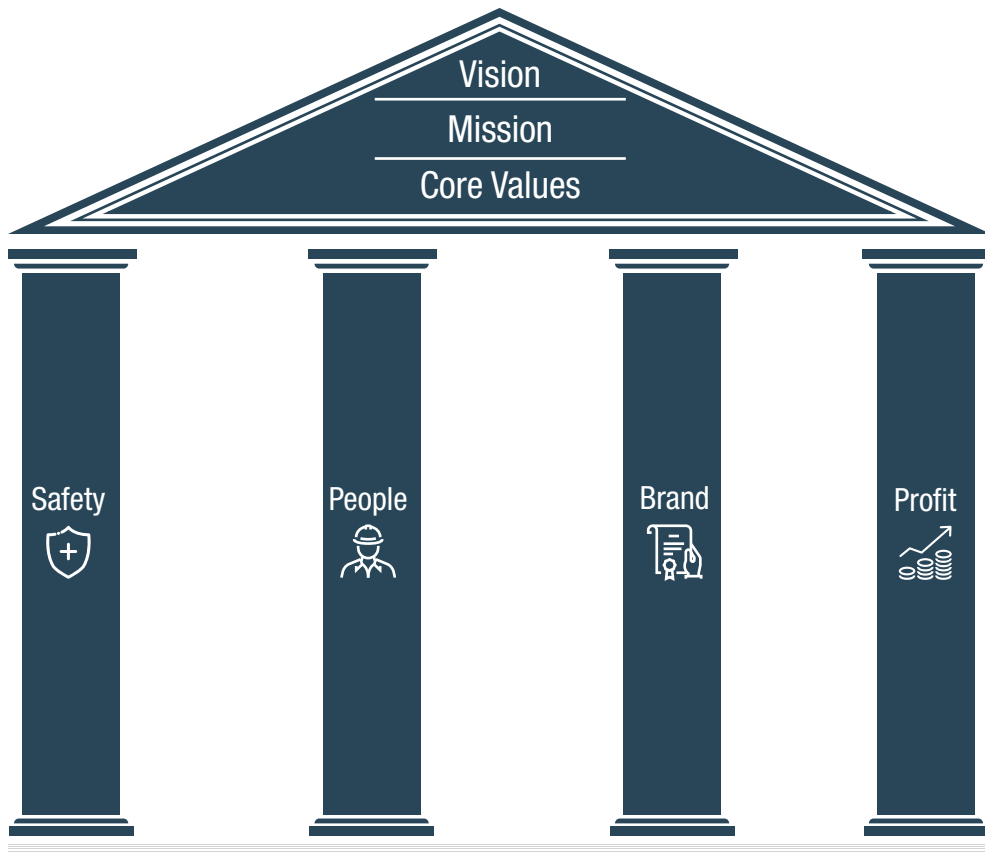 Vision
Mission
Core Values
Safety
People
Brand
Profit